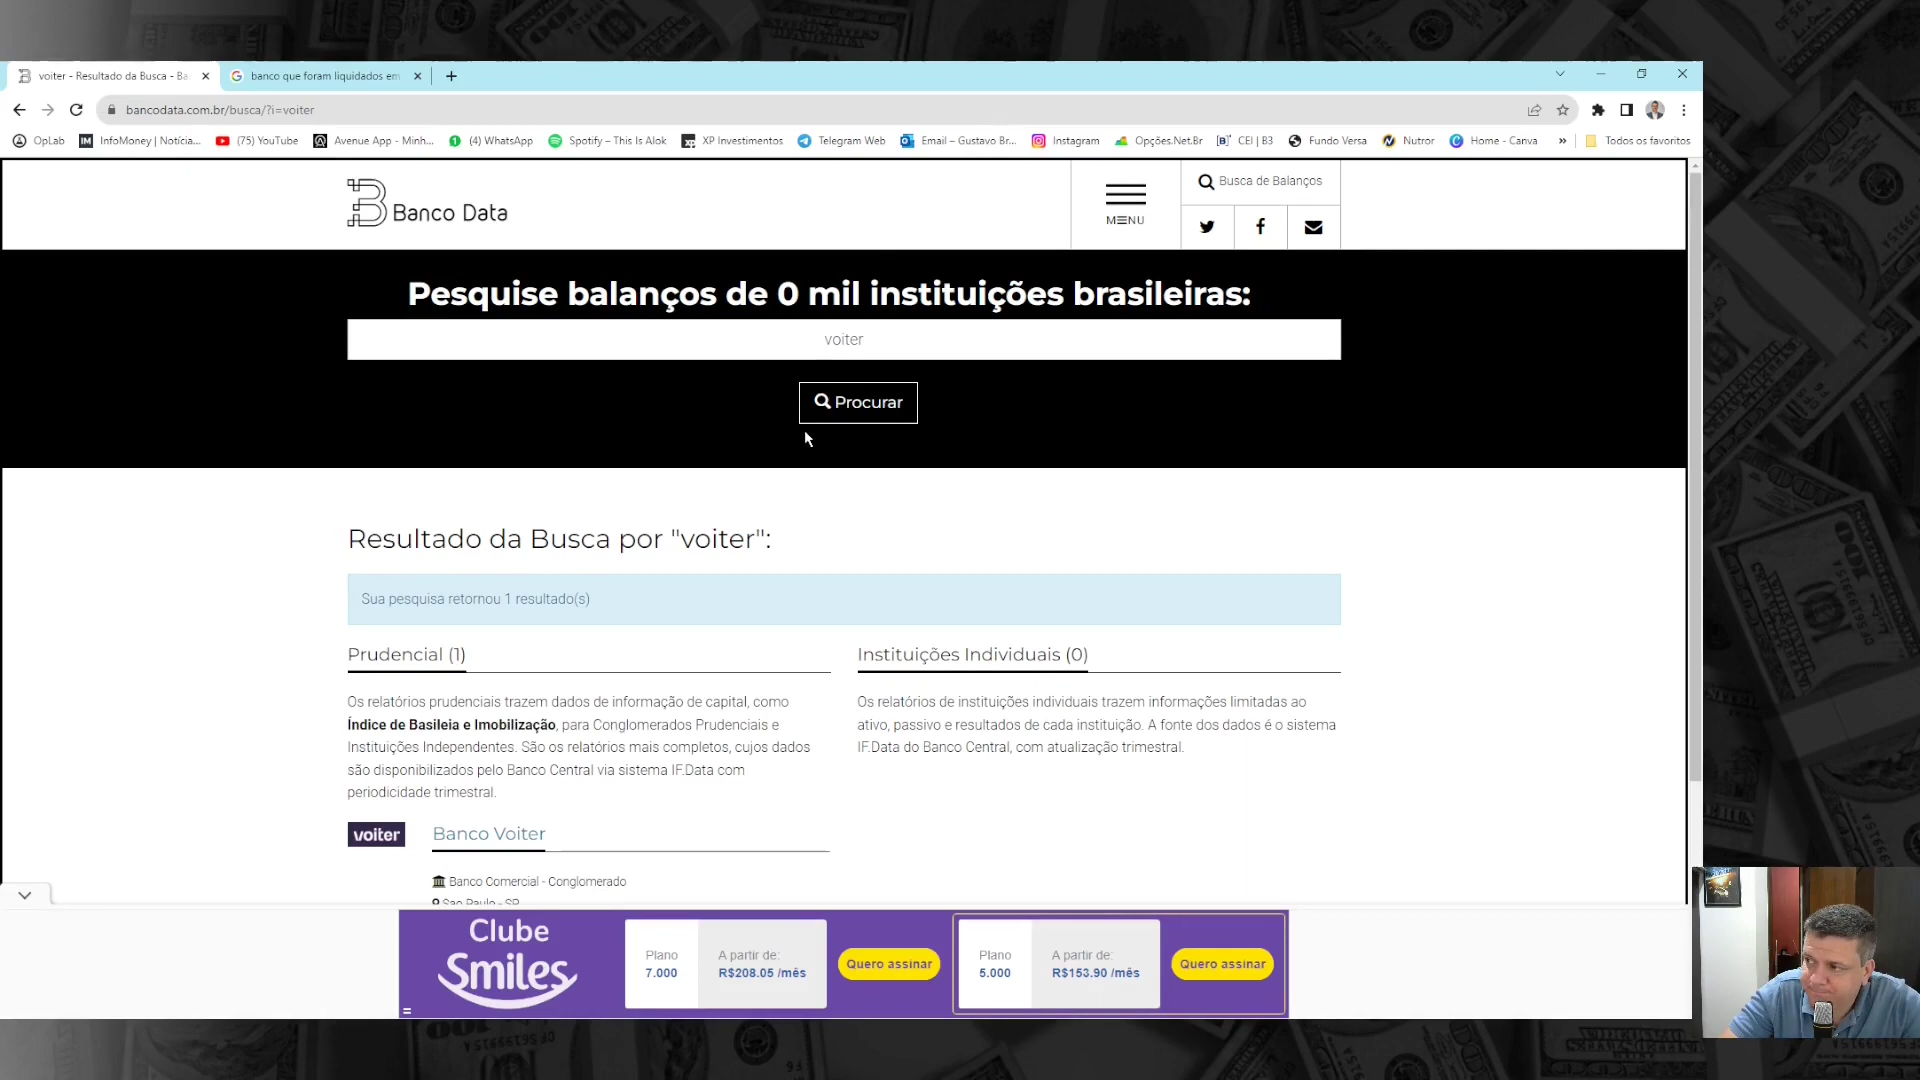 voiter - Resultado da Busca - Ba
banco que foram liquidados em
bancodata.com.br/busca/?i=voiter
OpLab
InfoMoney | Notícia...
(75) YouTube
Avenue App - Minh...
(4) WhatsApp
Spotify – This Is Alok
XP Investimentos
Telegram Web
Email – Gustavo Br...
Instagram
Opções.Net.Br
CEI | B3
Fundo Versa
Nutror
Home - Canva
»
Todos os favoritos
Banco Data
MENU
Busca de Balanços
Pesquise balanços de 0 mil instituições brasileiras:
voiter
Procurar
Resultado da Busca por "voiter":
Sua pesquisa retornou 1 resultado(s)
Prudencial (1)
Os relatórios prudenciais trazem dados de informação de capital, como
Índice de Basileia e Imobilização, para Conglomerados Prudenciais e
Instituições Independentes. São os relatórios mais completos, cujos dados
são disponibilizados pelo Banco Central via sistema IF.Data com
periodicidade trimestral.
Instituições Individuais (0)
Os relatórios de instituições individuais trazem informações limitadas ao
ativo, passivo e resultados de cada instituição. A fonte dos dados é o sistema
IF.Data do Banco Central, com atualização trimestral.
voiter
Banco Voiter
Banco Comercial - Conglomerado
Sao Paulo - SP
Clube
Smiles
Plano
7.000
A partir de:
R$208.05 /mês
Quero assinar
Plano
5.000
A partir de:
R$153.90 /mês
Quero assinar